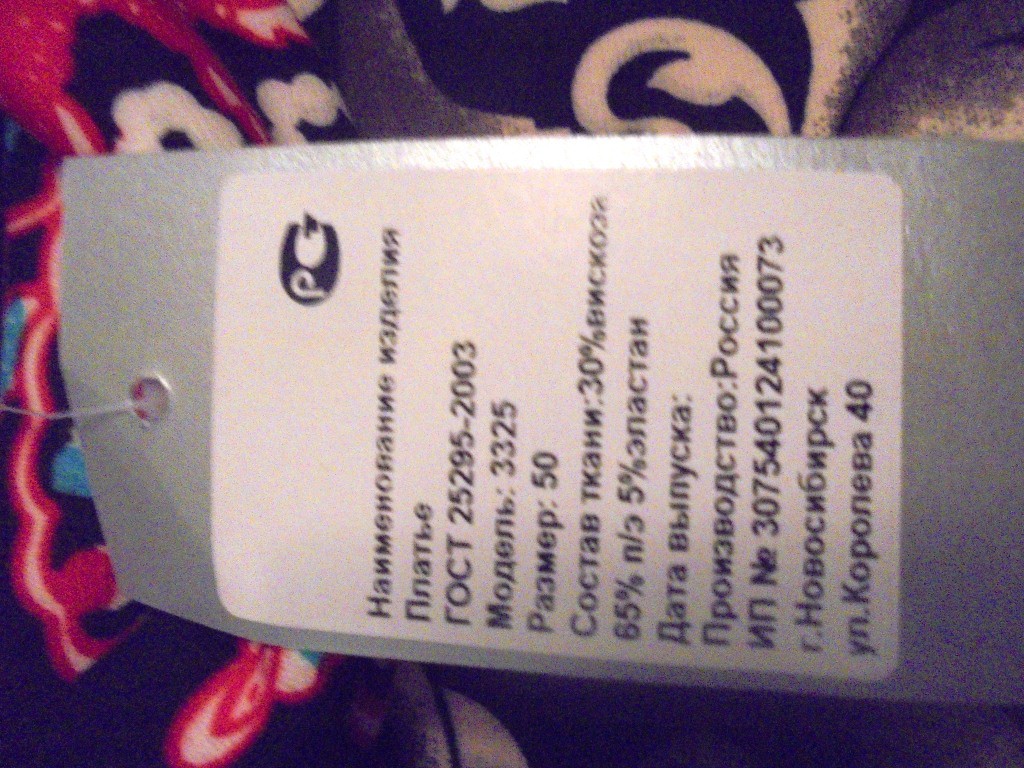 РСТ
Наименование изделия
Платье
ГОСТ 25295-2003
Модель: 3325
Размер: 50
Состав ткани:30%вискоза
65% п/э 5%эластан
Дата выпуска:
Производство:Россия
ИП № 307540124100073
г.Новосибирск
ул.Королева 40